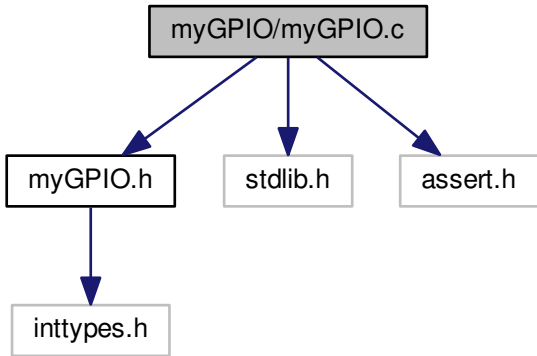 myGPIO/myGPIO.c
myGPIO.h
stdlib.h
assert.h
inttypes.h